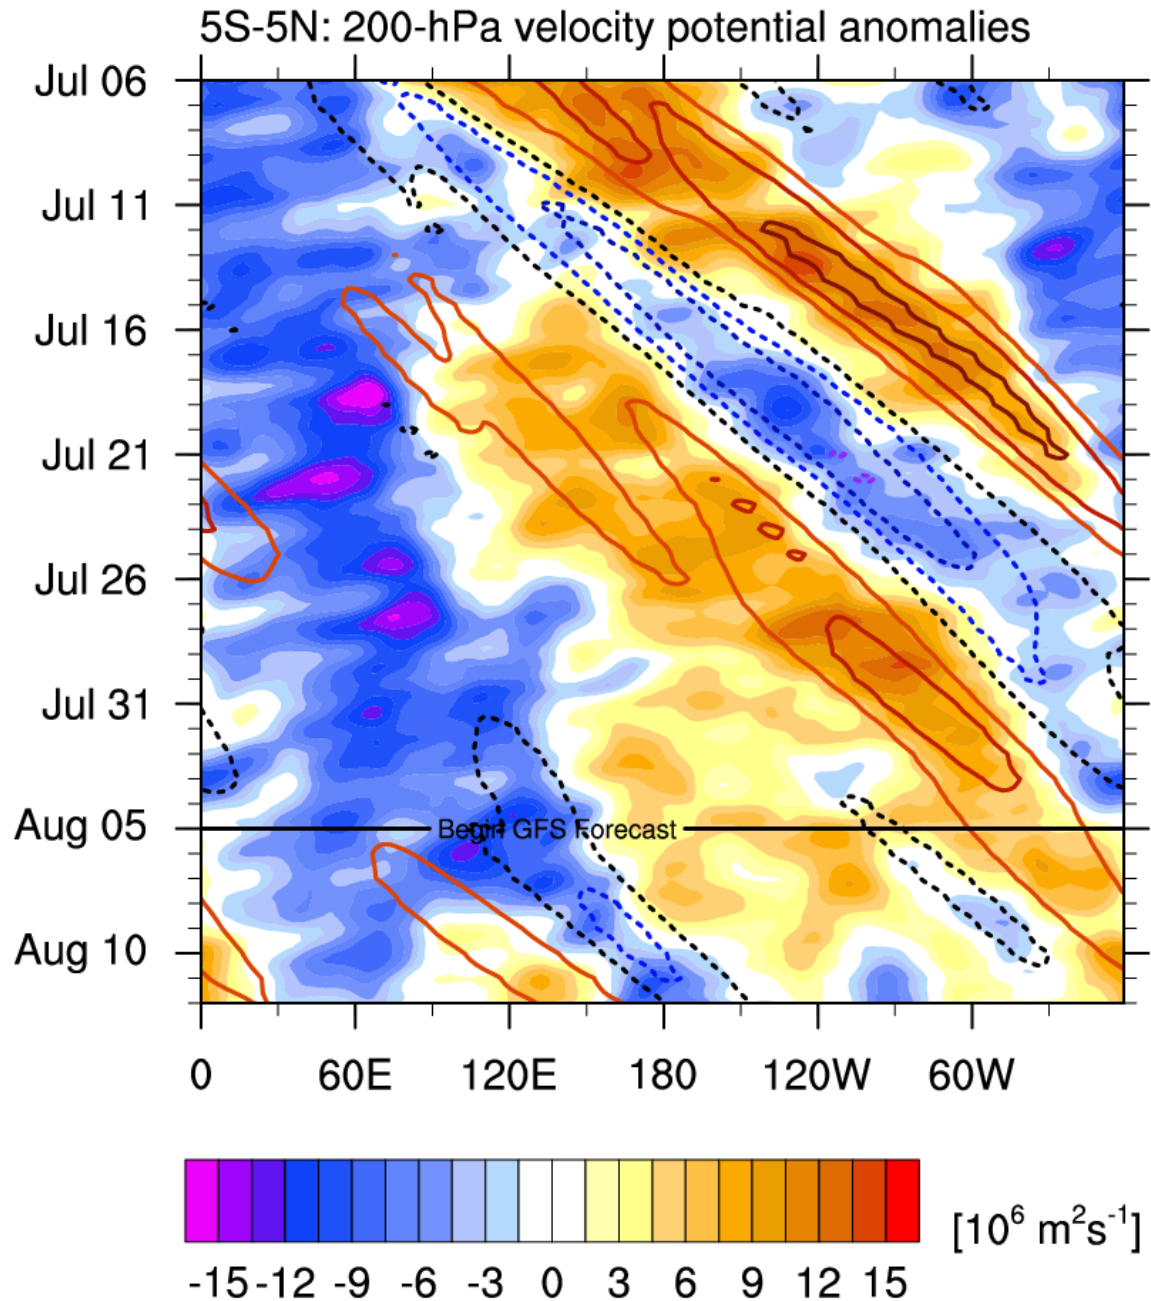 5S-5N: 200-hPa velocity potential anomalies
Jul 06
Jul 11
Jul 16
Jul 21
Jul 26
Jul 31
Aug 05
Begin GFS Forecast
Aug 10
0 60E 120E 180 120W 60W
[10⁶ m²s⁻¹]
-15 -12 -9 -6 -3 0 3 6 9 12 15